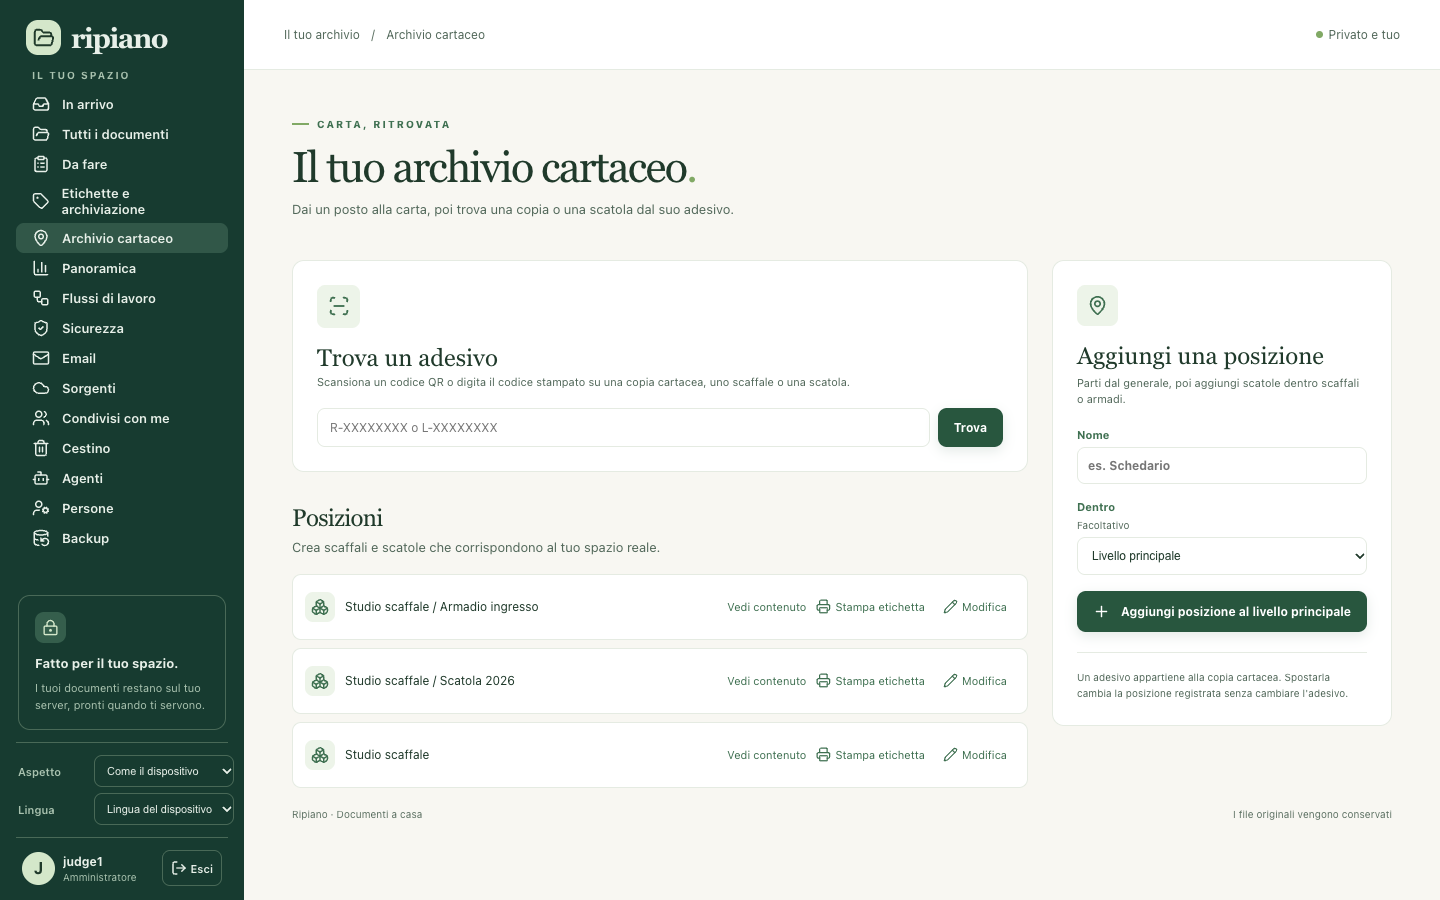 ripiano
IL TUO SPAZIO
In arrivo
Tutti i documenti
Da fare
Etichette e
archiviazione
Archivio cartaceo
Panoramica
Flussi di lavoro
Sicurezza
Email
Sorgenti
Condivisi con me
Cestino
Agenti
Persone
Backup
Fatto per il tuo spazio.
I tuoi documenti restano sul tuo
server, pronti quando ti servono.
Aspetto
Come il dispositivo
Lingua
Lingua del dispositivo
J
judge1
Amministratore
Esci
Il tuo archivio / Archivio cartaceo
Privato e tuo
CARTA, RITROVATA
Il tuo archivio cartaceo.
Dai un posto alla carta, poi trova una copia o una scatola dal suo adesivo.
Trova un adesivo
Scansiona un codice QR o digita il codice stampato su una copia cartacea, uno scaffale o una scatola.
R-XXXXXXXX o L-XXXXXXXX
Trova
Posizioni
Crea scaffali e scatole che corrispondono al tuo spazio reale.
Studio scaffale / Armadio ingresso Vedi contenuto Stampa etichetta Modifica
Studio scaffale / Scatola 2026 Vedi contenuto Stampa etichetta Modifica
Studio scaffale Vedi contenuto Stampa etichetta Modifica
Aggiungi una posizione
Parti dal generale, poi aggiungi scatole dentro scaffali
o armadi.
Nome
es. Schedario
Dentro
Facoltativo
Livello principale
Aggiungi posizione al livello principale
Un adesivo appartiene alla copia cartacea. Spostarla
cambia la posizione registrata senza cambiare l'adesivo.
Ripiano · Documenti a casa
I file originali vengono conservati